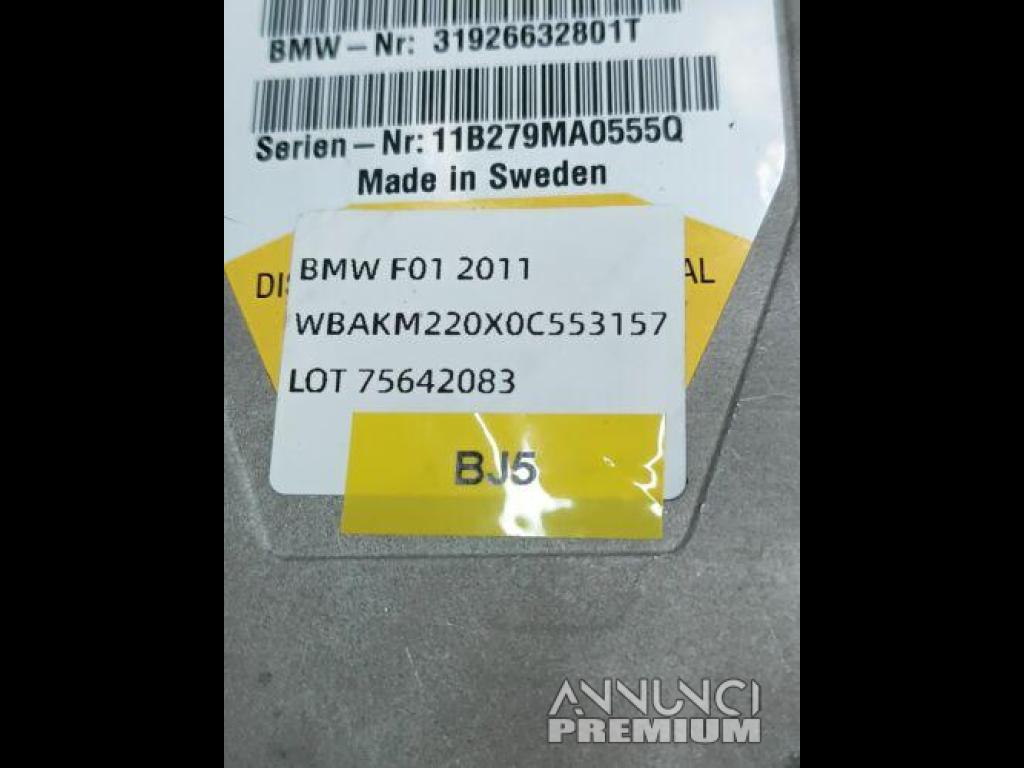 BMW-Nr: 31926632801T
Serien-Nr: 11B279MA0555Q
Made in Sweden
BMW F01 2011
WBAKM220X0C553157
LOT 75642083
BJ5
ANNUNCI
PREMIUM